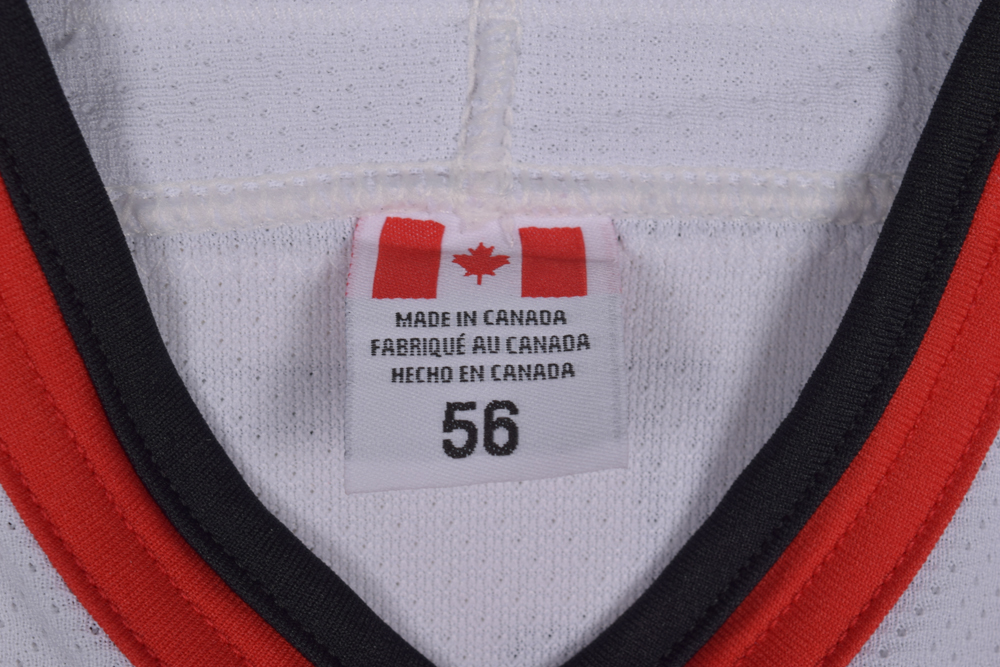 MADE IN CANADA
FABRIQUÉ AU CANADA
HECHO EN CANADA
56